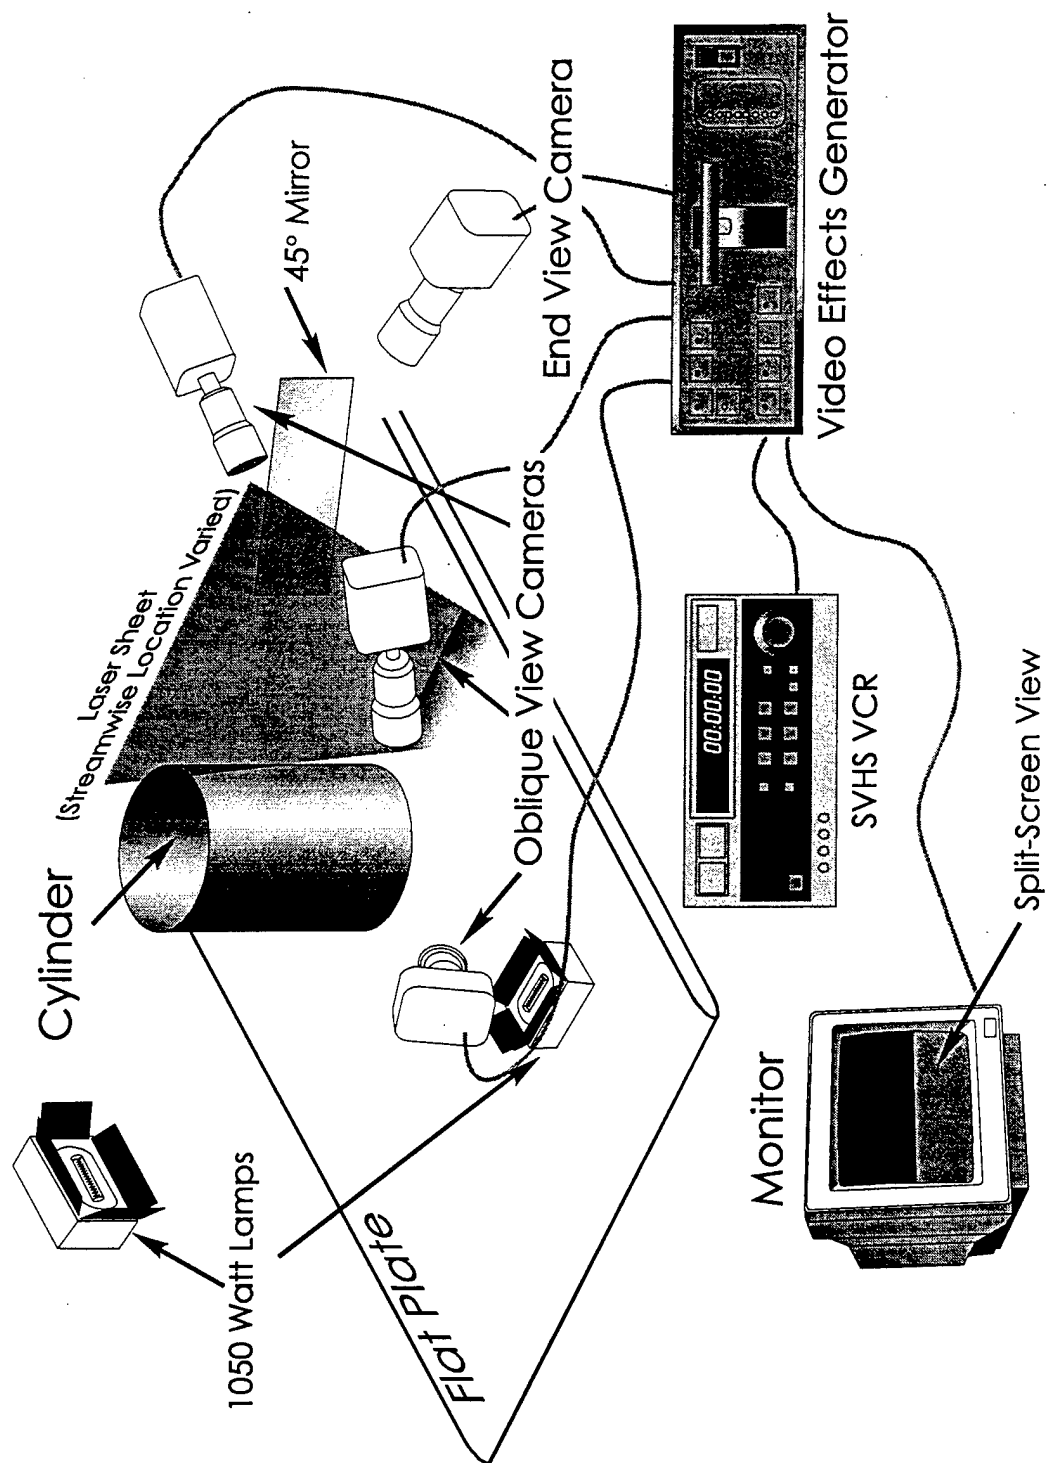 1050 Watt Lamps
Cylinder
Laser Sheet
(Streamwise Location Varied)
45° Mirror
Flat Plate
Oblique View Cameras
End View Camera
Monitor
Split-Screen View
00:00:00
SVHS VCR
Video Effects Generator